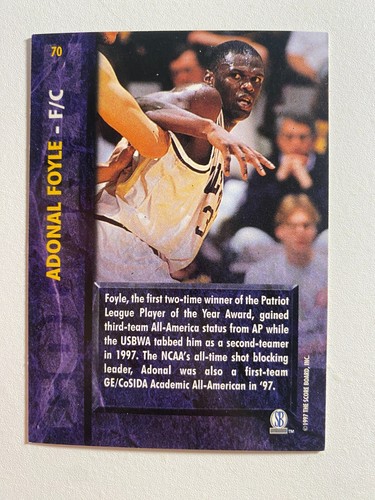 70
ADONAL FOYLE - F/C
Foyle, the first two-time winner of the Patriot
League Player of the Year Award, gained
third-team All-America status from AP while
the USBWA tabbed him as a second-teamer
in 1997. The NCAA's all-time shot blocking
leader, Adonal was also a first-team
GE/CoSIDA Academic All-American in '97.
SB
TM
©1997 THE SCORE BOARD, INC.